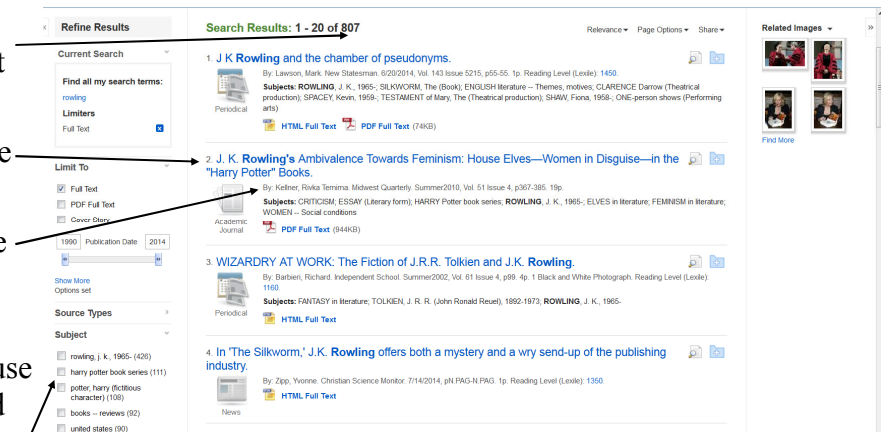 t
e
e
use
d
Refine Results
Current Search
Find all my search terms:
rowling
Limiters
Full Text
x
Limit To
Full Text
PDF Full Text
Cover Story
1990 Publication Date 2014
Show More
Options set
Source Types
Subject
rowling, j. k., 1965- (426)
harry potter book series (111)
potter, harry (fictitious
character) (108)
books -- reviews (92)
united states (90)
Search Results: 1 - 20 of 807
Relevance Page Options Share
1. J K Rowling and the chamber of pseudonyms.
By: Lawson, Mark. New Statesman. 6/20/2014, Vol. 143 Issue 5215, p55-55. 1p. Reading Level (Lexile): 1450.
Subjects: ROWLING, J. K., 1965-; SILKWORM, The (Book); ENGLISH literature -- Themes, motives; CLARENCE Darrow (Theatrical
production); SPACEY, Kevin, 1959-; TESTAMENT of Mary, The (Theatrical production); SHAW, Fiona, 1958-; ONE-person shows (Performing
arts)
Periodical
HTML Full Text PDF Full Text (74KB)
2. J. K. Rowling's Ambivalence Towards Feminism: House Elves—Women in Disguise—in the
"Harry Potter" Books.
By: Kellner, Rivka Temima. Midwest Quarterly. Summer2010, Vol. 51 Issue 4, p367-385. 19p.
Subjects: CRITICISM; ESSAY (Literary form); HARRY Potter book series; ROWLING, J. K., 1965-; ELVES in literature; FEMINISM in literature;
WOMEN -- Social conditions
Academic
Journal
PDF Full Text (944KB)
3. WIZARDRY AT WORK: The Fiction of J.R.R. Tolkien and J.K. Rowling.
By: Barbieri, Richard. Independent School. Summer2002, Vol. 61 Issue 4, p99. 4p. 1 Black and White Photograph. Reading Level (Lexile):
1160.
Subjects: FANTASY in literature; TOLKIEN, J. R. R. (John Ronald Reuel), 1892-1973; ROWLING, J. K., 1965-
Periodical
HTML Full Text
4. In 'The Silkworm,' J.K. Rowling offers both a mystery and a wry send-up of the publishing
industry.
By: Zipp, Yvonne. Christian Science Monitor. 7/14/2014, pN.PAG-N.PAG. 1p. Reading Level (Lexile): 1350.
HTML Full Text
News
Related Images
Find More